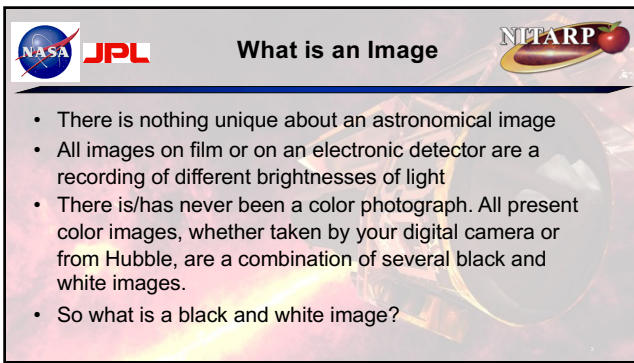 NASA JPL What is an Image NITARP
• There is nothing unique about an astronomical image
• All images on film or on an electronic detector are a
recording of different brightnesses of light
• There is/has never been a color photograph. All present
color images, whether taken by your digital camera or
from Hubble, are a combination of several black and
white images.
• So what is a black and white image?